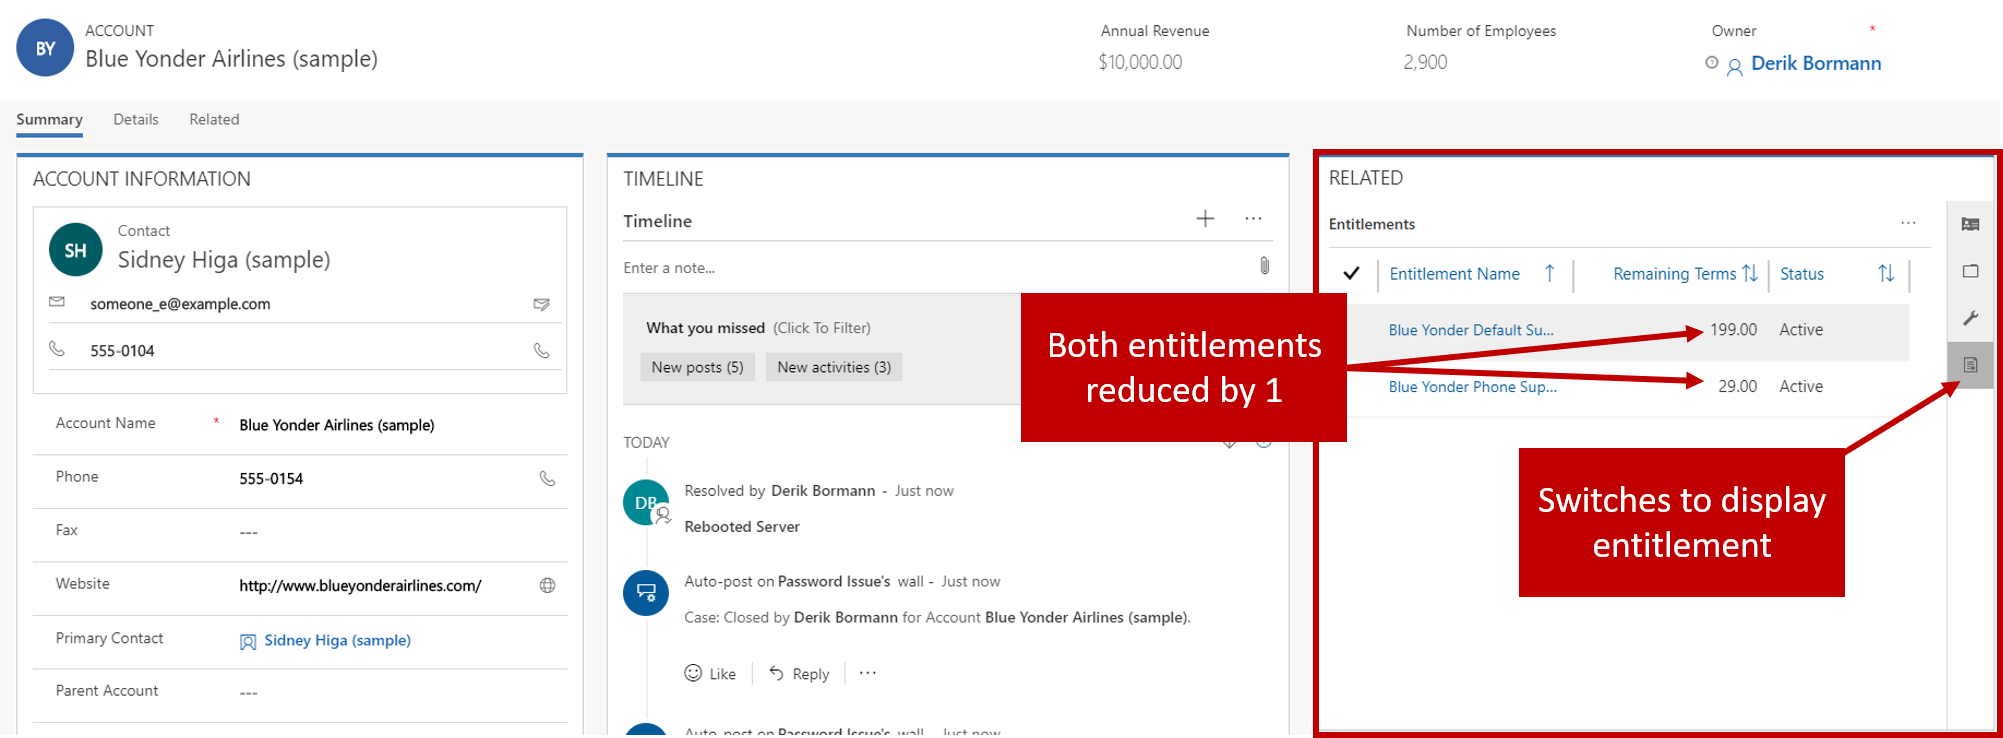 BY
ACCOUNT
Blue Yonder Airlines (sample)
Annual Revenue
$10,000.00
Number of Employees
2,900
Owner *
Derik Bormann
Summary Details Related
ACCOUNT INFORMATION
SH
Contact
Sidney Higa (sample)
someone_e@example.com
555-0104
Account Name * Blue Yonder Airlines (sample)
Phone 555-0154
Fax ---
Website http://www.blueyonderairlines.com/
Primary Contact Sidney Higa (sample)
Parent Account ---
TIMELINE
Timeline
Enter a note...
What you missed (Click To Filter)
New posts (5) New activities (3)
TODAY
DB
Resolved by Derik Bormann - Just now
Rebooted Server
Auto-post on Password Issue's wall - Just now
Case: Closed by Derik Bormann for Account Blue Yonder Airlines (sample).
Like Reply ...
Auto-post on Password Issue's wall Just now
Both entitlements
reduced by 1
RELATED
Entitlements ...
Entitlement Name Remaining Terms Status
Blue Yonder Default Su... 199.00 Active
Blue Yonder Phone Sup... 29.00 Active
Switches to display
entitlement